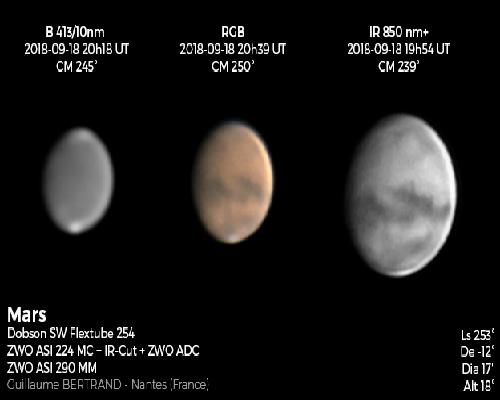 B 413/10nm
2018-09-18 20h18 UT
CM 245°
RGB
2018-09-18 20h39 UT
CM 250°
IR 850 nm+
2018-09-18 19h54 UT
CM 239°
Mars
Dobson SW Flextube 254
ZWO ASI 224 MC - IR-Cut + ZWO ADC
ZWO ASI 290 MM
Guillaume BERTRAND - Nantes (France)
Ls 253°
De -12°
Dia 17"
Alt 18°